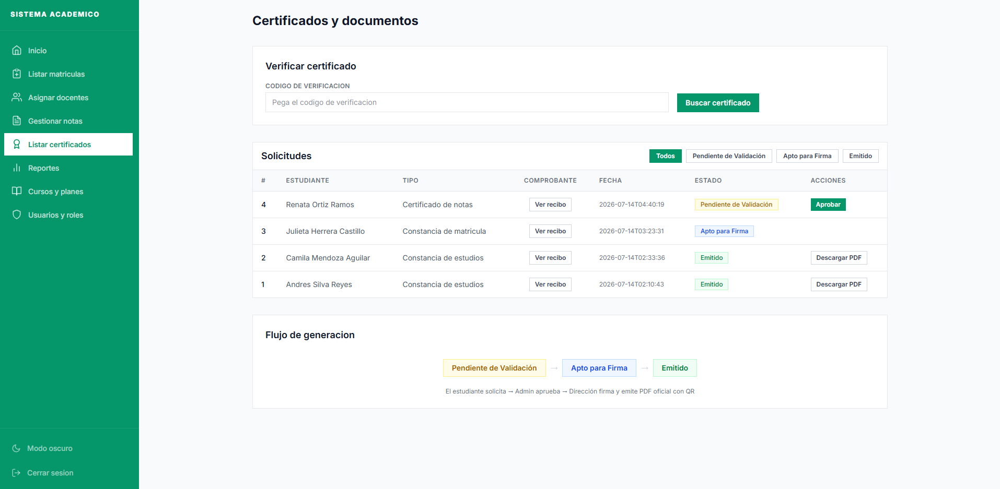 SISTEMA ACADEMICO
Inicio
Listar matriculas
Asignar docentes
Gestionar notas
Listar certificados
Reportes
Cursos y planes
Usuarios y roles
Modo oscuro
Cerrar sesion
Certificados y documentos
Verificar certificado
CODIGO DE VERIFICACION
Pega el codigo de verificacion
Buscar certificado
Solicitudes
Todos Pendiente de Validación Apto para Firma Emitido
# ESTUDIANTE TIPO COMPROBANTE FECHA ESTADO ACCIONES
4 Renata Ortiz Ramos Certificado de notas Ver recibo 2026-07-14T04:40:19 Pendiente de Validación Aprobar
3 Julieta Herrera Castillo Constancia de matricula Ver recibo 2026-07-14T03:23:31 Apto para Firma
2 Camila Mendoza Aguilar Constancia de estudios Ver recibo 2026-07-14T02:33:36 Emitido Descargar PDF
1 Andres Silva Reyes Constancia de estudios Ver recibo 2026-07-14T02:10:43 Emitido Descargar PDF
Flujo de generacion
Pendiente de Validación → Apto para Firma → Emitido
El estudiante solicita → Admin aprueba → Dirección firma y emite PDF oficial con QR